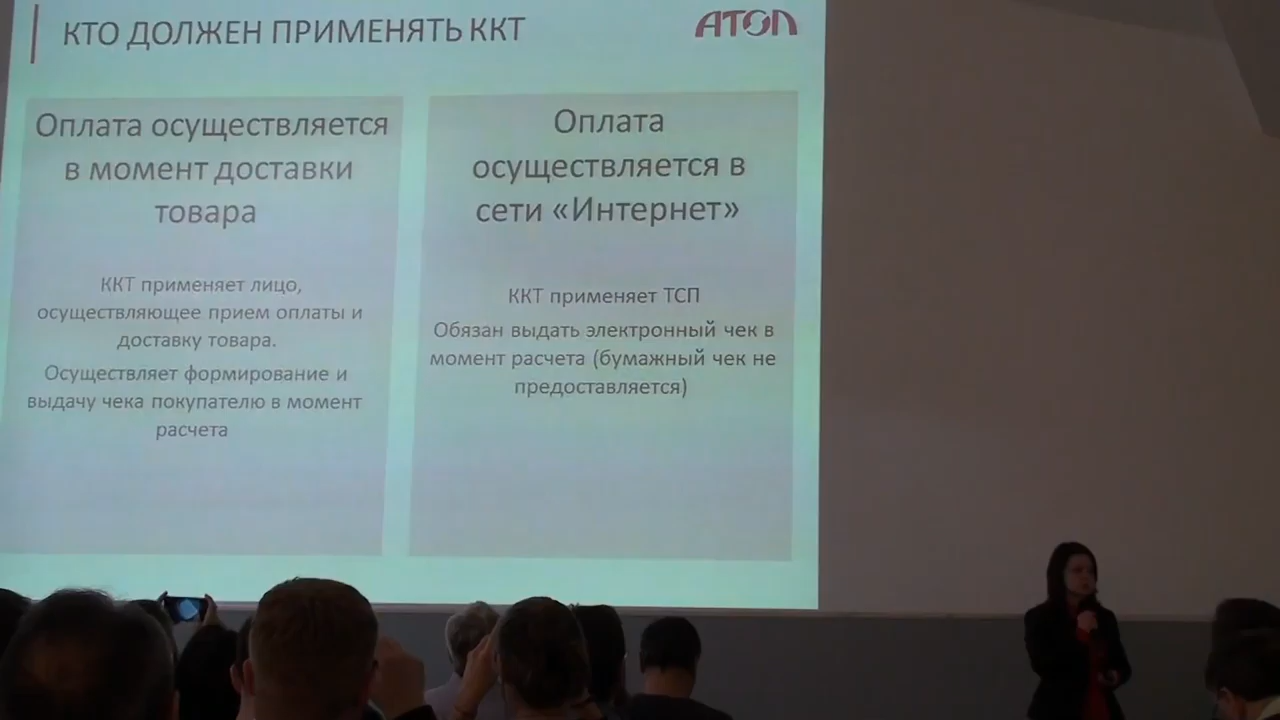 КТО ДОЛЖЕН ПРИМЕНЯТЬ ККТ
АТОЛ
Оплата осуществляется
в момент доставки
товара
ККТ применяет лицо,
осуществляющее прием оплаты и
доставку товара.
Осуществляет формирование и
выдачу чека покупателю в момент
расчета
Оплата
осуществляется в
сети «Интернет»
ККТ применяет ТСП
Обязан выдать электронный чек в
момент расчета (бумажный чек не
предоставляется)